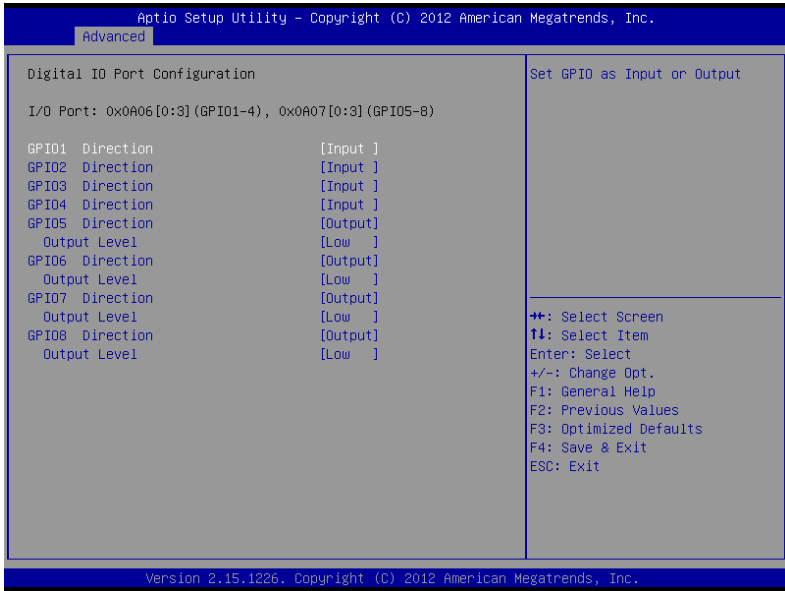 Aptio Setup Utility – Copyright (C) 2012 American Megatrends, Inc.
Advanced
Digital IO Port Configuration
I/O Port: 0x0A06[0:3](GPIO1-4), 0x0A07[0:3](GPIO5-8)
GPIO1 Direction [Input ]
GPIO2 Direction [Input ]
GPIO3 Direction [Input ]
GPIO4 Direction [Input ]
GPIO5 Direction [Output]
Output Level [Low ]
GPIO6 Direction [Output]
Output Level [Low ]
GPIO7 Direction [Output]
Output Level [Low ]
GPIO8 Direction [Output]
Output Level [Low ]
Set GPIO as Input or Output
→←: Select Screen
↑↓: Select Item
Enter: Select
+/-: Change Opt.
F1: General Help
F2: Previous Values
F3: Optimized Defaults
F4: Save & Exit
ESC: Exit
Version 2.15.1226. Copyright (C) 2012 American Megatrends, Inc.